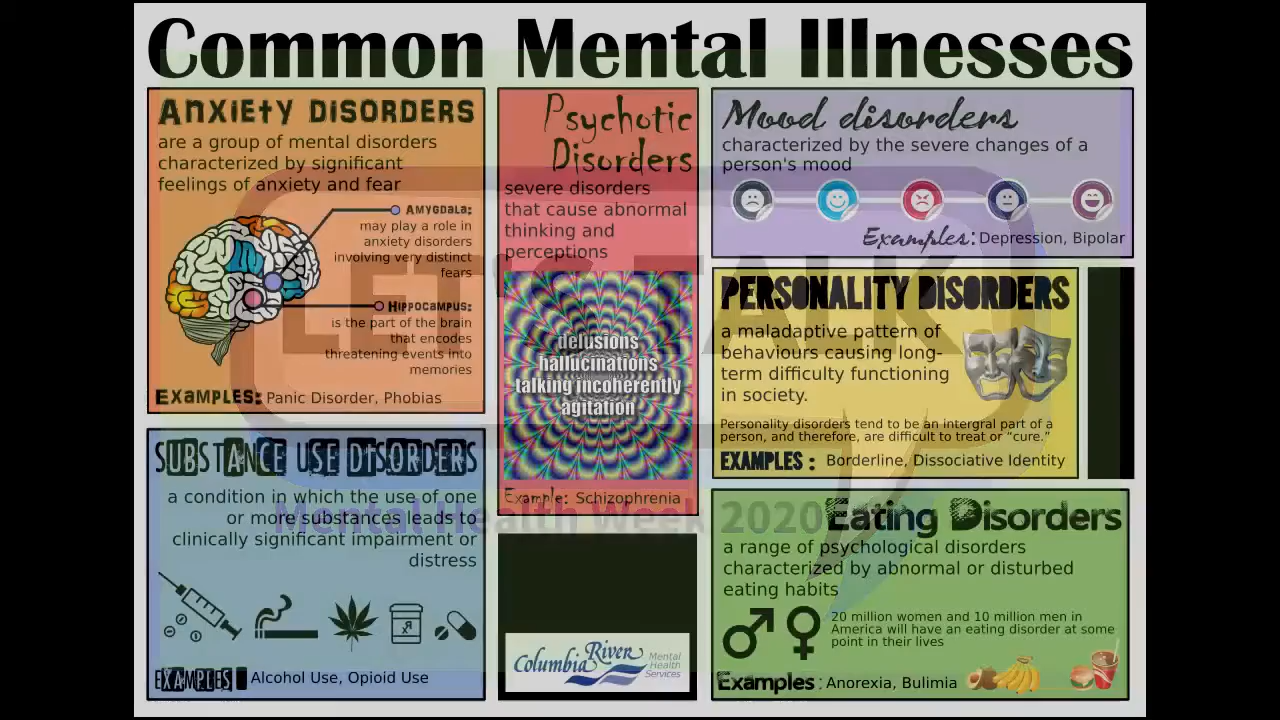 Common Mental Illnesses
Anxiety Disorders
are a group of mental disorders
characterized by significant
feelings of anxiety and fear
Amygdala:
may play a role in
anxiety disorders
involving very distinct
fears
Hippocampus:
is the part of the brain
that encodes
threatening events into
memories
Examples: Panic Disorder, Phobias
Substance Use Disorders
a condition in which the use of one
or more substances leads to
clinically significant impairment or
distress
Examples Alcohol Use, Opioid Use
Psychotic
Disorders
severe disorders
that cause abnormal
thinking and
perceptions
delusions
hallucinations
talking incoherently
agitation
Example: Schizophrenia
Columbia River
Mental
Health
Services
Mood disorders
characterized by the severe changes of a
person's mood
Examples: Depression, Bipolar
Personality Disorders
a maladaptive pattern of
behaviours causing long-
term difficulty functioning
in society.
Personality disorders tend to be an intergral part of a
person, and therefore, are difficult to treat or “cure.”
Examples: Borderline, Dissociative Identity
Eating Disorders
a range of psychological disorders
characterized by abnormal or disturbed
eating habits
20 million women and 10 million men in
America will have an eating disorder at some
point in their lives
Examples: Anorexia, Bulimia
LET'S TALK
Mental Health Week 2020